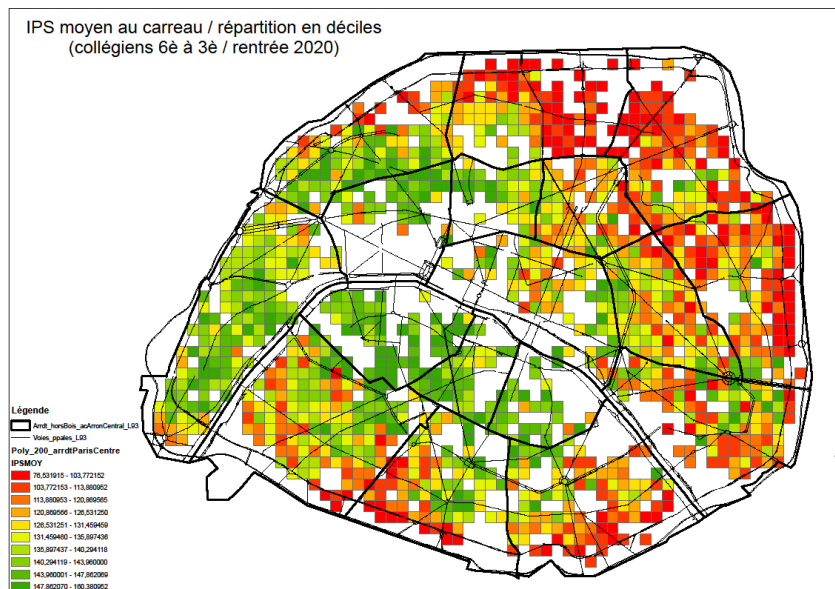 IPS moyen au carreau / répartition en déciles
(collégiens 6è à 3è / rentrée 2020)
Légende
Arrdt_horsBois_acArronCentral_L93
Voies_ppales_L93
Poly_200_arrdtParisCentre
IPSMOY
76,531915 - 103,772152
103,772153 - 113,880952
113,880953 - 120,869565
120,869566 - 126,531250
126,531251 - 131,459459
131,459460 - 135,897436
135,897437 - 140,294118
140,294119 - 143,960000
143,960001 - 147,862069
147,862070 - 160,380952